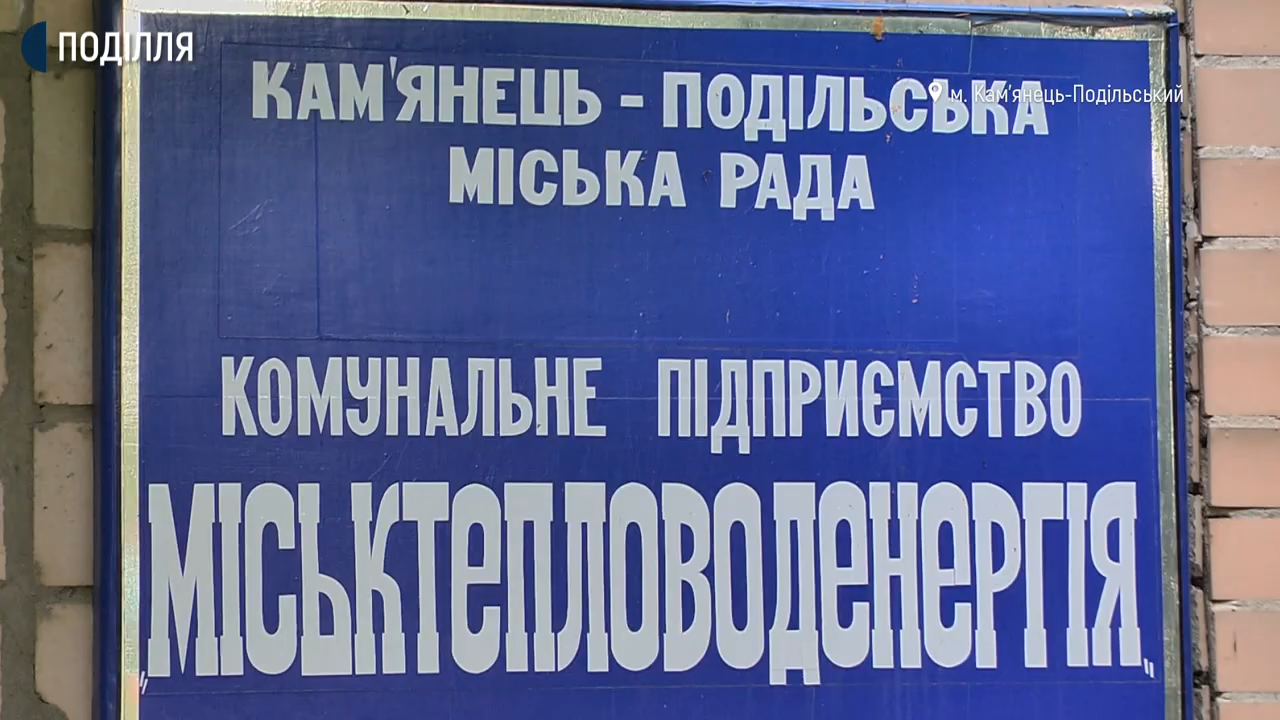 ПОДІЛЛЯ
м. Кам'янець-Подільський
КАМ'ЯНЕЦЬ - ПОДІЛЬСЬКА
МІСЬКА РАДА
КОМУНАЛЬНЕ ПІДПРИЄМСТВО
„МІСЬКТЕПЛОВОДЕНЕРГІЯ"